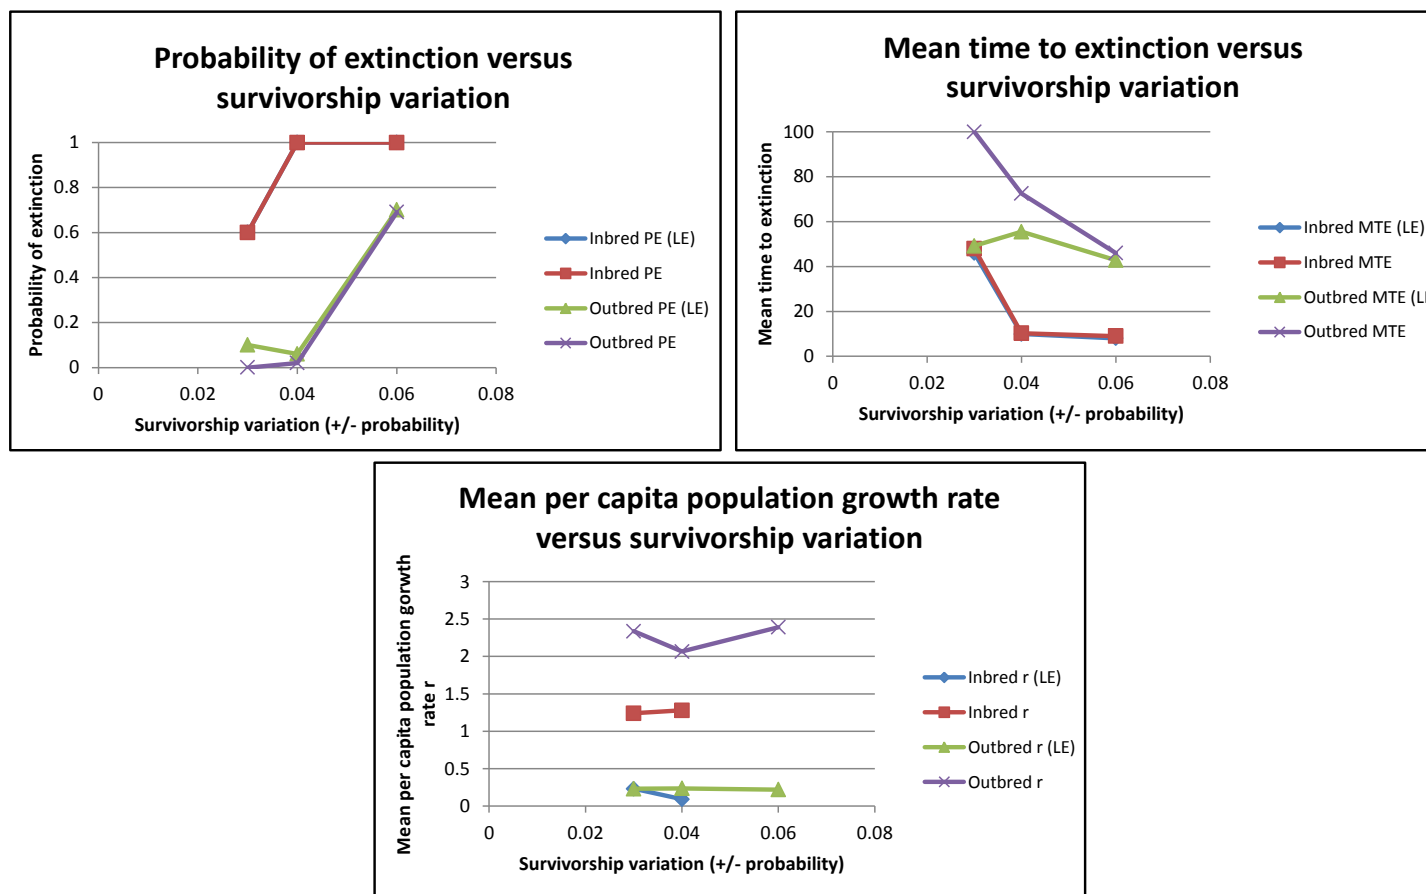 Probability of extinction versus
survivorship variation
Probability of extinction
1
0.8
0.6
0.4
0.2
0
0
0.02
0.04
0.06
0.08
Survivorship variation (+/- probability)
Inbred PE (LE)
Inbred PE
Outbred PE (LE)
Outbred PE
Mean time to extinction versus
survivorship variation
Mean time to extinction
100
80
60
40
20
0
0
0.02
0.04
0.06
0.08
Survivorship variation (+/- probability)
Inbred MTE (LE)
Inbred MTE
Outbred MTE (LE
Outbred MTE
Mean per capita population growth rate
versus survivorship variation
Mean per capita population gorwth
rate r
3
2.5
2
1.5
1
0.5
0
0
0.02
0.04
0.06
0.08
Survivorship variation (+/- probability)
Inbred r (LE)
Inbred r
Outbred r (LE)
Outbred r